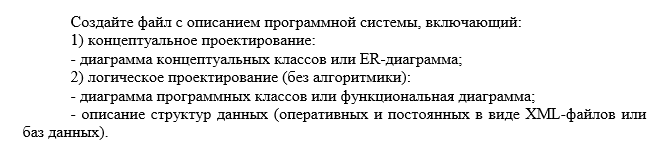 Создайте файл с описанием программной системы, включающий:
1) концептуальное проектирование:
- диаграмма концептуальных классов или ER-диаграмма;
2) логическое проектирование (без алгоритмики):
- диаграмма программных классов или функциональная диаграмма;
- описание структур данных (оперативных и постоянных в виде XML-файлов или
баз данных).